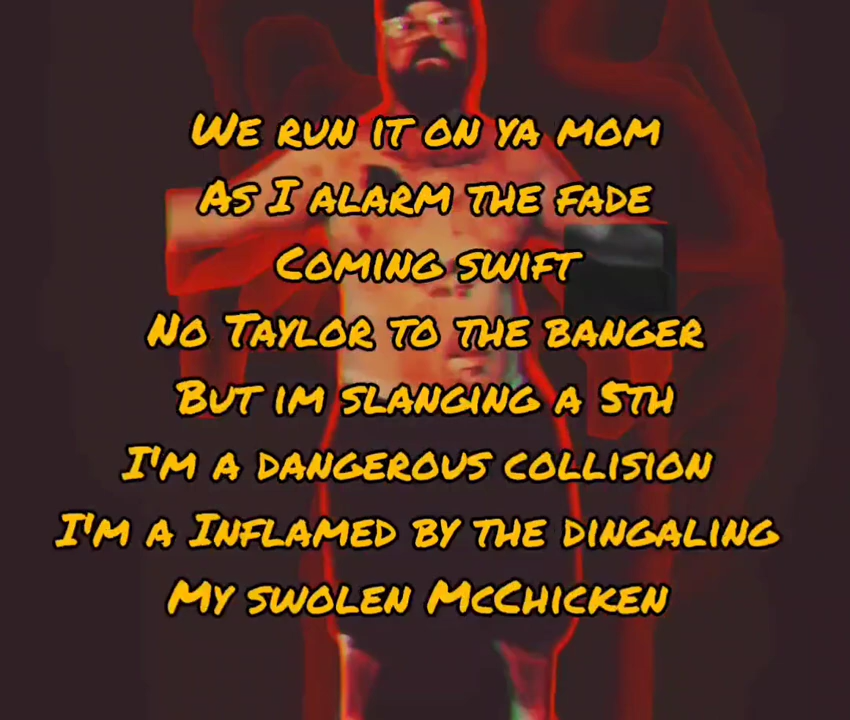 We run it on ya mom
As I alarm the fade
Coming swift
No Taylor to the banger
But im slanging a 5th
I'm a dangerous collision
I'm a Inflamed by the dingaling
My swolen McChicken